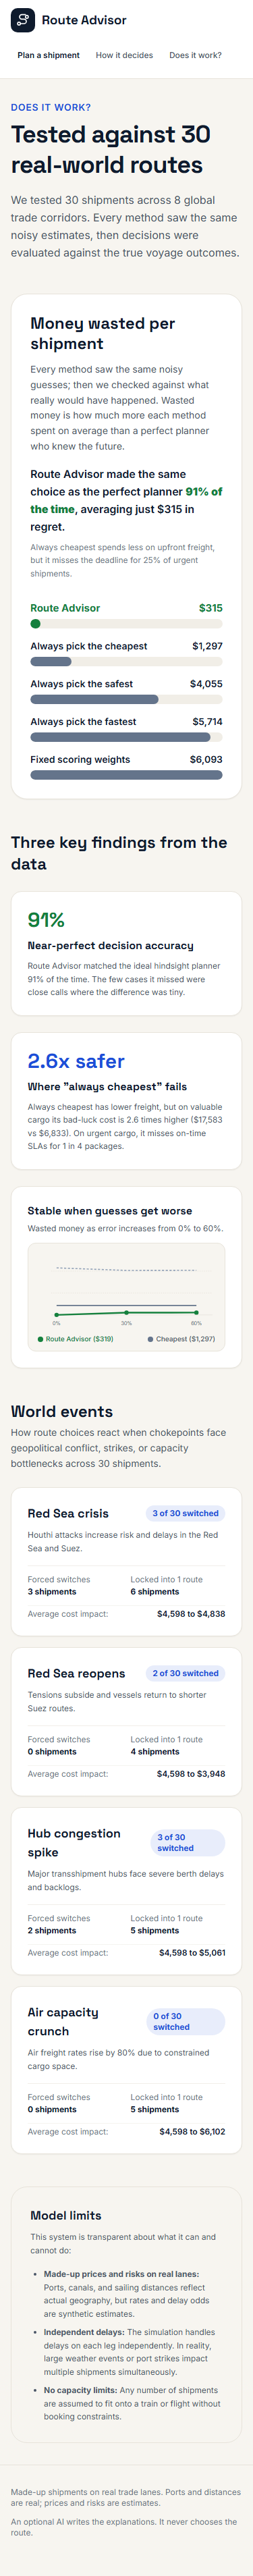 Route Advisor
Plan a shipment How it decides Does it work?
DOES IT WORK?
Tested against 30
real-world routes
We tested 30 shipments across 8 global
trade corridors. Every method saw the same
noisy estimates, then decisions were
evaluated against the true voyage outcomes.
Money wasted per
shipment
Every method saw the same noisy
guesses; then we checked against what
really would have happened. Wasted
money is how much more each method
spent on average than a perfect planner
who knew the future.
Route Advisor made the same
choice as the perfect planner 91% of
the time, averaging just $315 in
regret.
Always cheapest spends less on upfront freight,
but it misses the deadline for 25% of urgent
shipments.
Route Advisor $315
Always pick the cheapest $1,297
Always pick the safest $4,055
Always pick the fastest $5,714
Fixed scoring weights $6,093
Three key findings from the
data
91%
Near-perfect decision accuracy
Route Advisor matched the ideal hindsight planner
91% of the time. The few cases it missed were
close calls where the difference was tiny.
2.6x safer
Where "always cheapest" fails
Always cheapest has lower freight, but on valuable
cargo its bad-luck cost is 2.6 times higher ($17,583
vs $6,833). On urgent cargo, it misses on-time
SLAs for 1 in 4 packages.
Stable when guesses get worse
Wasted money as error increases from 0% to 60%.
0% 30% 60%
Route Advisor ($319) Cheapest ($1,297)
World events
How route choices react when chokepoints face
geopolitical conflict, strikes, or capacity
bottlenecks across 30 shipments.
Red Sea crisis 3 of 30 switched
Houthi attacks increase risk and delays in the Red
Sea and Suez.
Forced switches Locked into 1 route
3 shipments 6 shipments
Average cost impact: $4,598 to $4,838
Red Sea reopens 2 of 30 switched
Tensions subside and vessels return to shorter
Suez routes.
Forced switches Locked into 1 route
0 shipments 4 shipments
Average cost impact: $4,598 to $3,948
Hub congestion
spike
3 of 30
switched
Major transshipment hubs face severe berth delays
and backlogs.
Forced switches Locked into 1 route
2 shipments 5 shipments
Average cost impact: $4,598 to $5,061
Air capacity
crunch
0 of 30
switched
Air freight rates rise by 80% due to constrained
cargo space.
Forced switches Locked into 1 route
0 shipments 5 shipments
Average cost impact: $4,598 to $6,102
Model limits
This system is transparent about what it can and
cannot do:
• Made-up prices and risks on real lanes:
Ports, canals, and sailing distances reflect
actual geography, but rates and delay odds
are synthetic estimates.
• Independent delays: The simulation handles
delays on each leg independently. In reality,
large weather events or port strikes impact
multiple shipments simultaneously.
• No capacity limits: Any number of shipments
are assumed to fit onto a train or flight without
booking constraints.
Made-up shipments on real trade lanes. Ports and distances
are real; prices and risks are estimates.
An optional AI writes the explanations. It never chooses the
route.